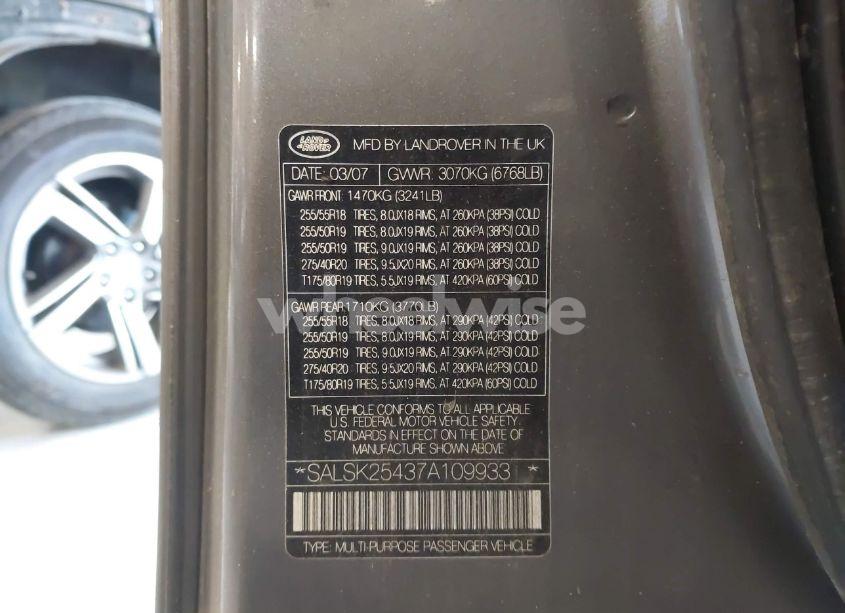 LAND ROVER
MFD BY LANDROVER IN THE UK
DATE: 03/07 GVWR: 3070KG (6768LB)
GAWR FRONT: 1470KG (3241LB)
255/55R18 TIRES, 8.0JX18 RIMS, AT 260KPA (38PSI) COLD
255/50R19 TIRES, 8.0JX19 RIMS, AT 260KPA (38PSI) COLD
255/50R19 TIRES, 9.0JX19 RIMS, AT 260KPA (38PSI) COLD
275/40R20 TIRES, 9.5JX20 RIMS, AT 260KPA (38PSI) COLD
T175/80R19 TIRES, 5.5JX19 RIMS, AT 420KPA (60PSI) COLD
GAWR REAR: 1710KG (3770LB)
255/55R18 TIRES, 8.0JX18 RIMS, AT 290KPA (42PSI) COLD
255/50R19 TIRES, 8.0JX19 RIMS, AT 290KPA (42PSI) COLD
255/50R19 TIRES, 9.0JX19 RIMS, AT 290KPA (42PSI) COLD
275/40R20 TIRES, 9.5JX20 RIMS, AT 290KPA (42PSI) COLD
T175/80R19 TIRES, 5.5JX19 RIMS, AT 420KPA (60PSI) COLD
THIS VEHICLE CONFORMS TO ALL APPLICABLE
U.S. FEDERAL MOTOR VEHICLE SAFETY
STANDARDS IN EFFECT ON THE DATE OF
MANUFACTURE SHOWN ABOVE
*SALSK25437A109933 *
TYPE: MULTI-PURPOSE PASSENGER VEHICLE